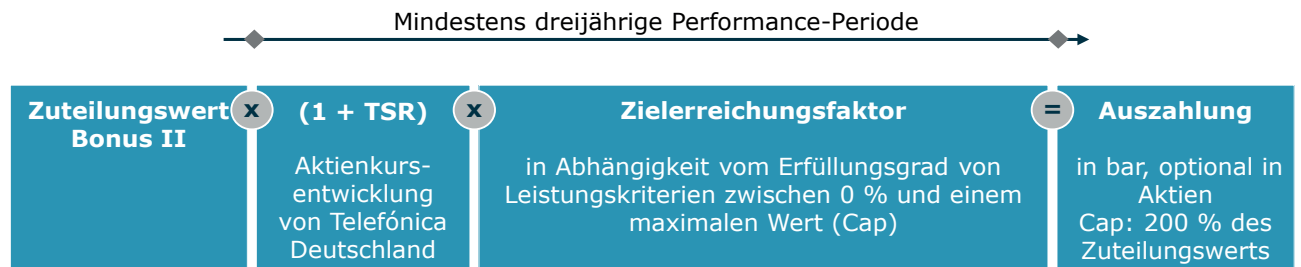 Mindestens dreijährige Performance-Periode
Zuteilungswert
Bonus II
x
(1 + TSR)
Aktienkurs-
entwicklung
von Telefónica
Deutschland
x
Zielerreichungsfaktor
in Abhängigkeit vom Erfüllungsgrad von
Leistungskriterien zwischen 0 % und einem
maximalen Wert (Cap)
=
Auszahlung
in bar, optional in
Aktien
Cap: 200 % des
Zuteilungswerts